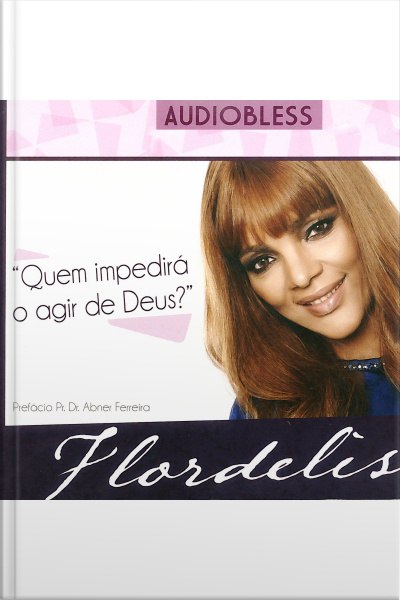 AUDIOBLESS
“Quem impedirá
o agir de Deus?”
Prefácio Pr. Dr. Abner Ferreira
Flordelis